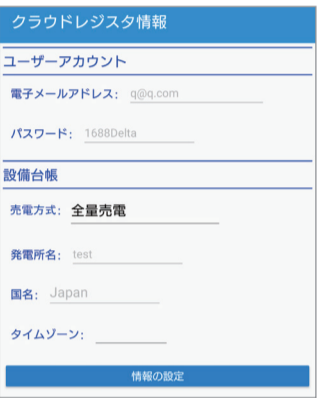 クラウドレジスタ情報
ユーザーアカウント
電子メールアドレス: q@q.com
パスワード: 1688Delta
設備台帳
売電方式: 全量売電
発電所名: test
国名: Japan
タイムゾーン:
情報の設定